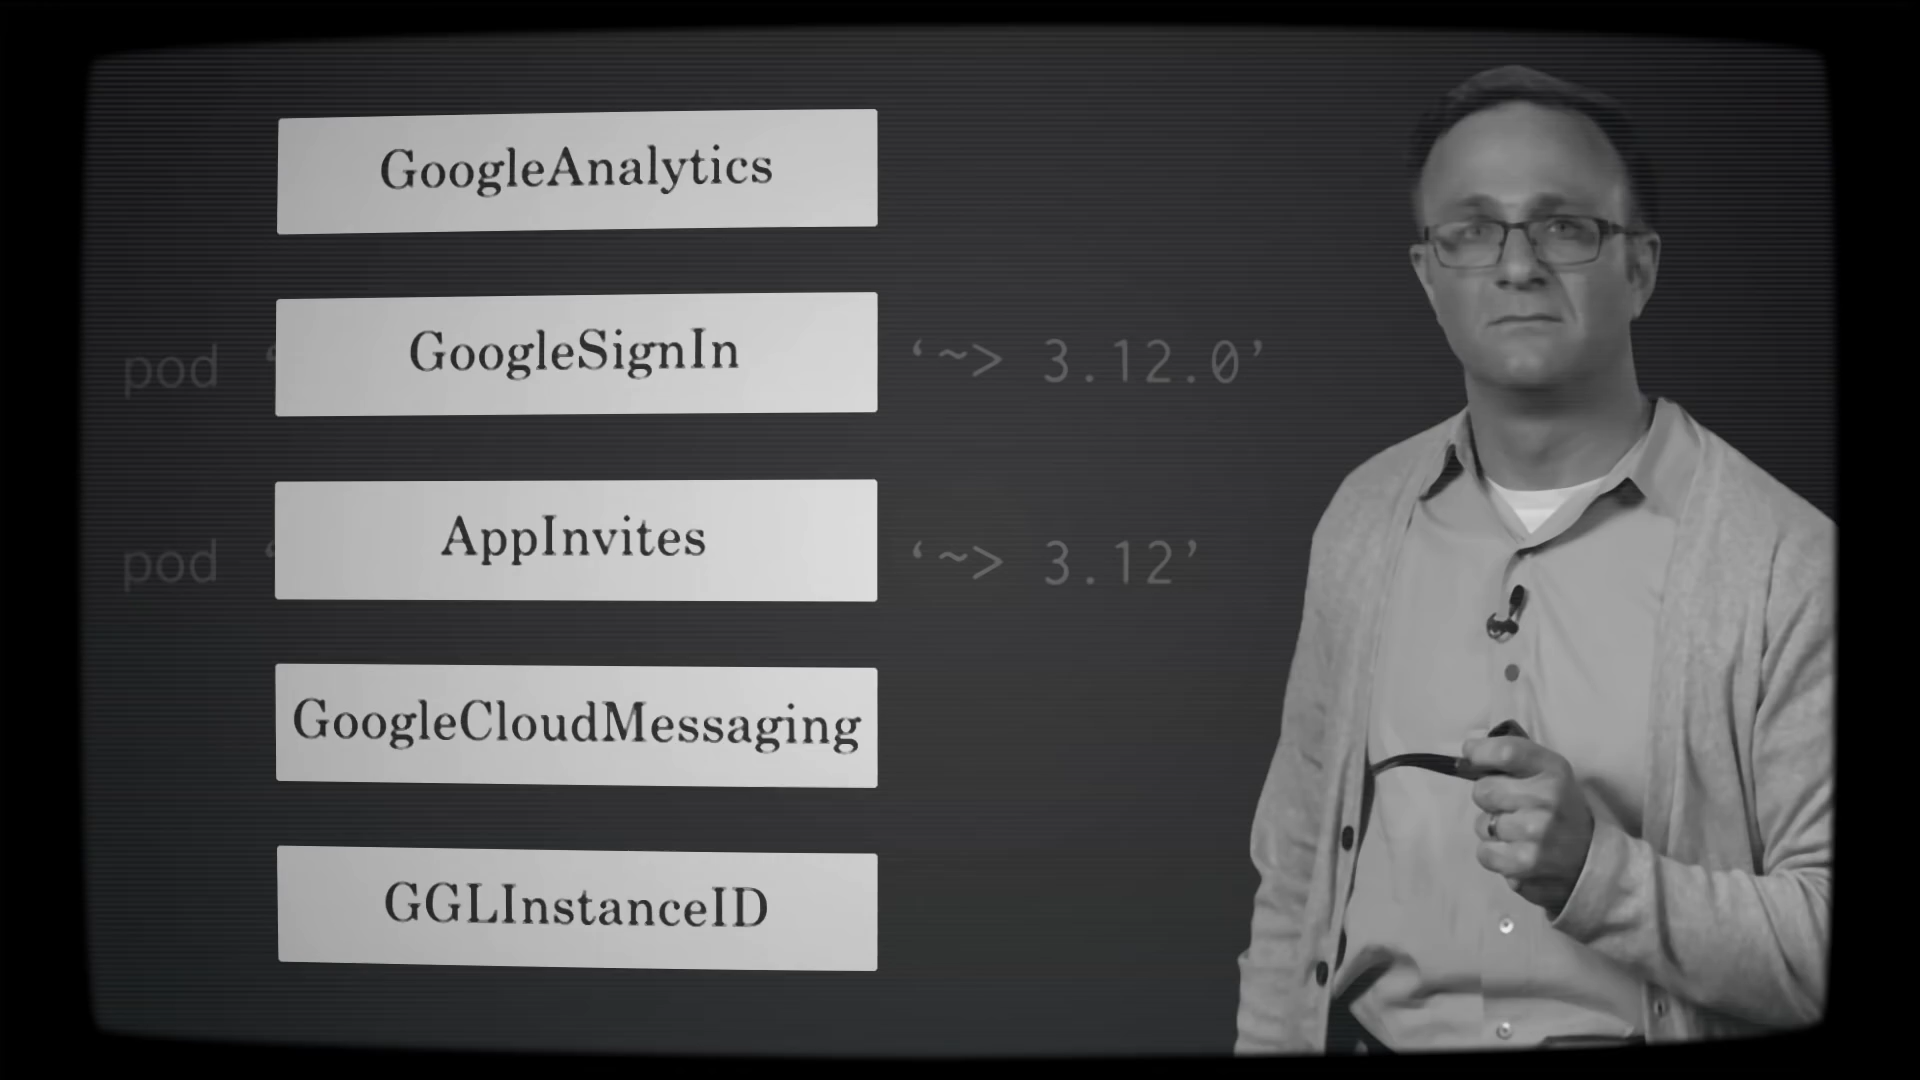 GoogleAnalytics
GoogleSignIn
pod ‘ ‘~> 3.12.0’
AppInvites
pod ‘ ‘~> 3.12’
GoogleCloudMessaging
GGLInstanceID